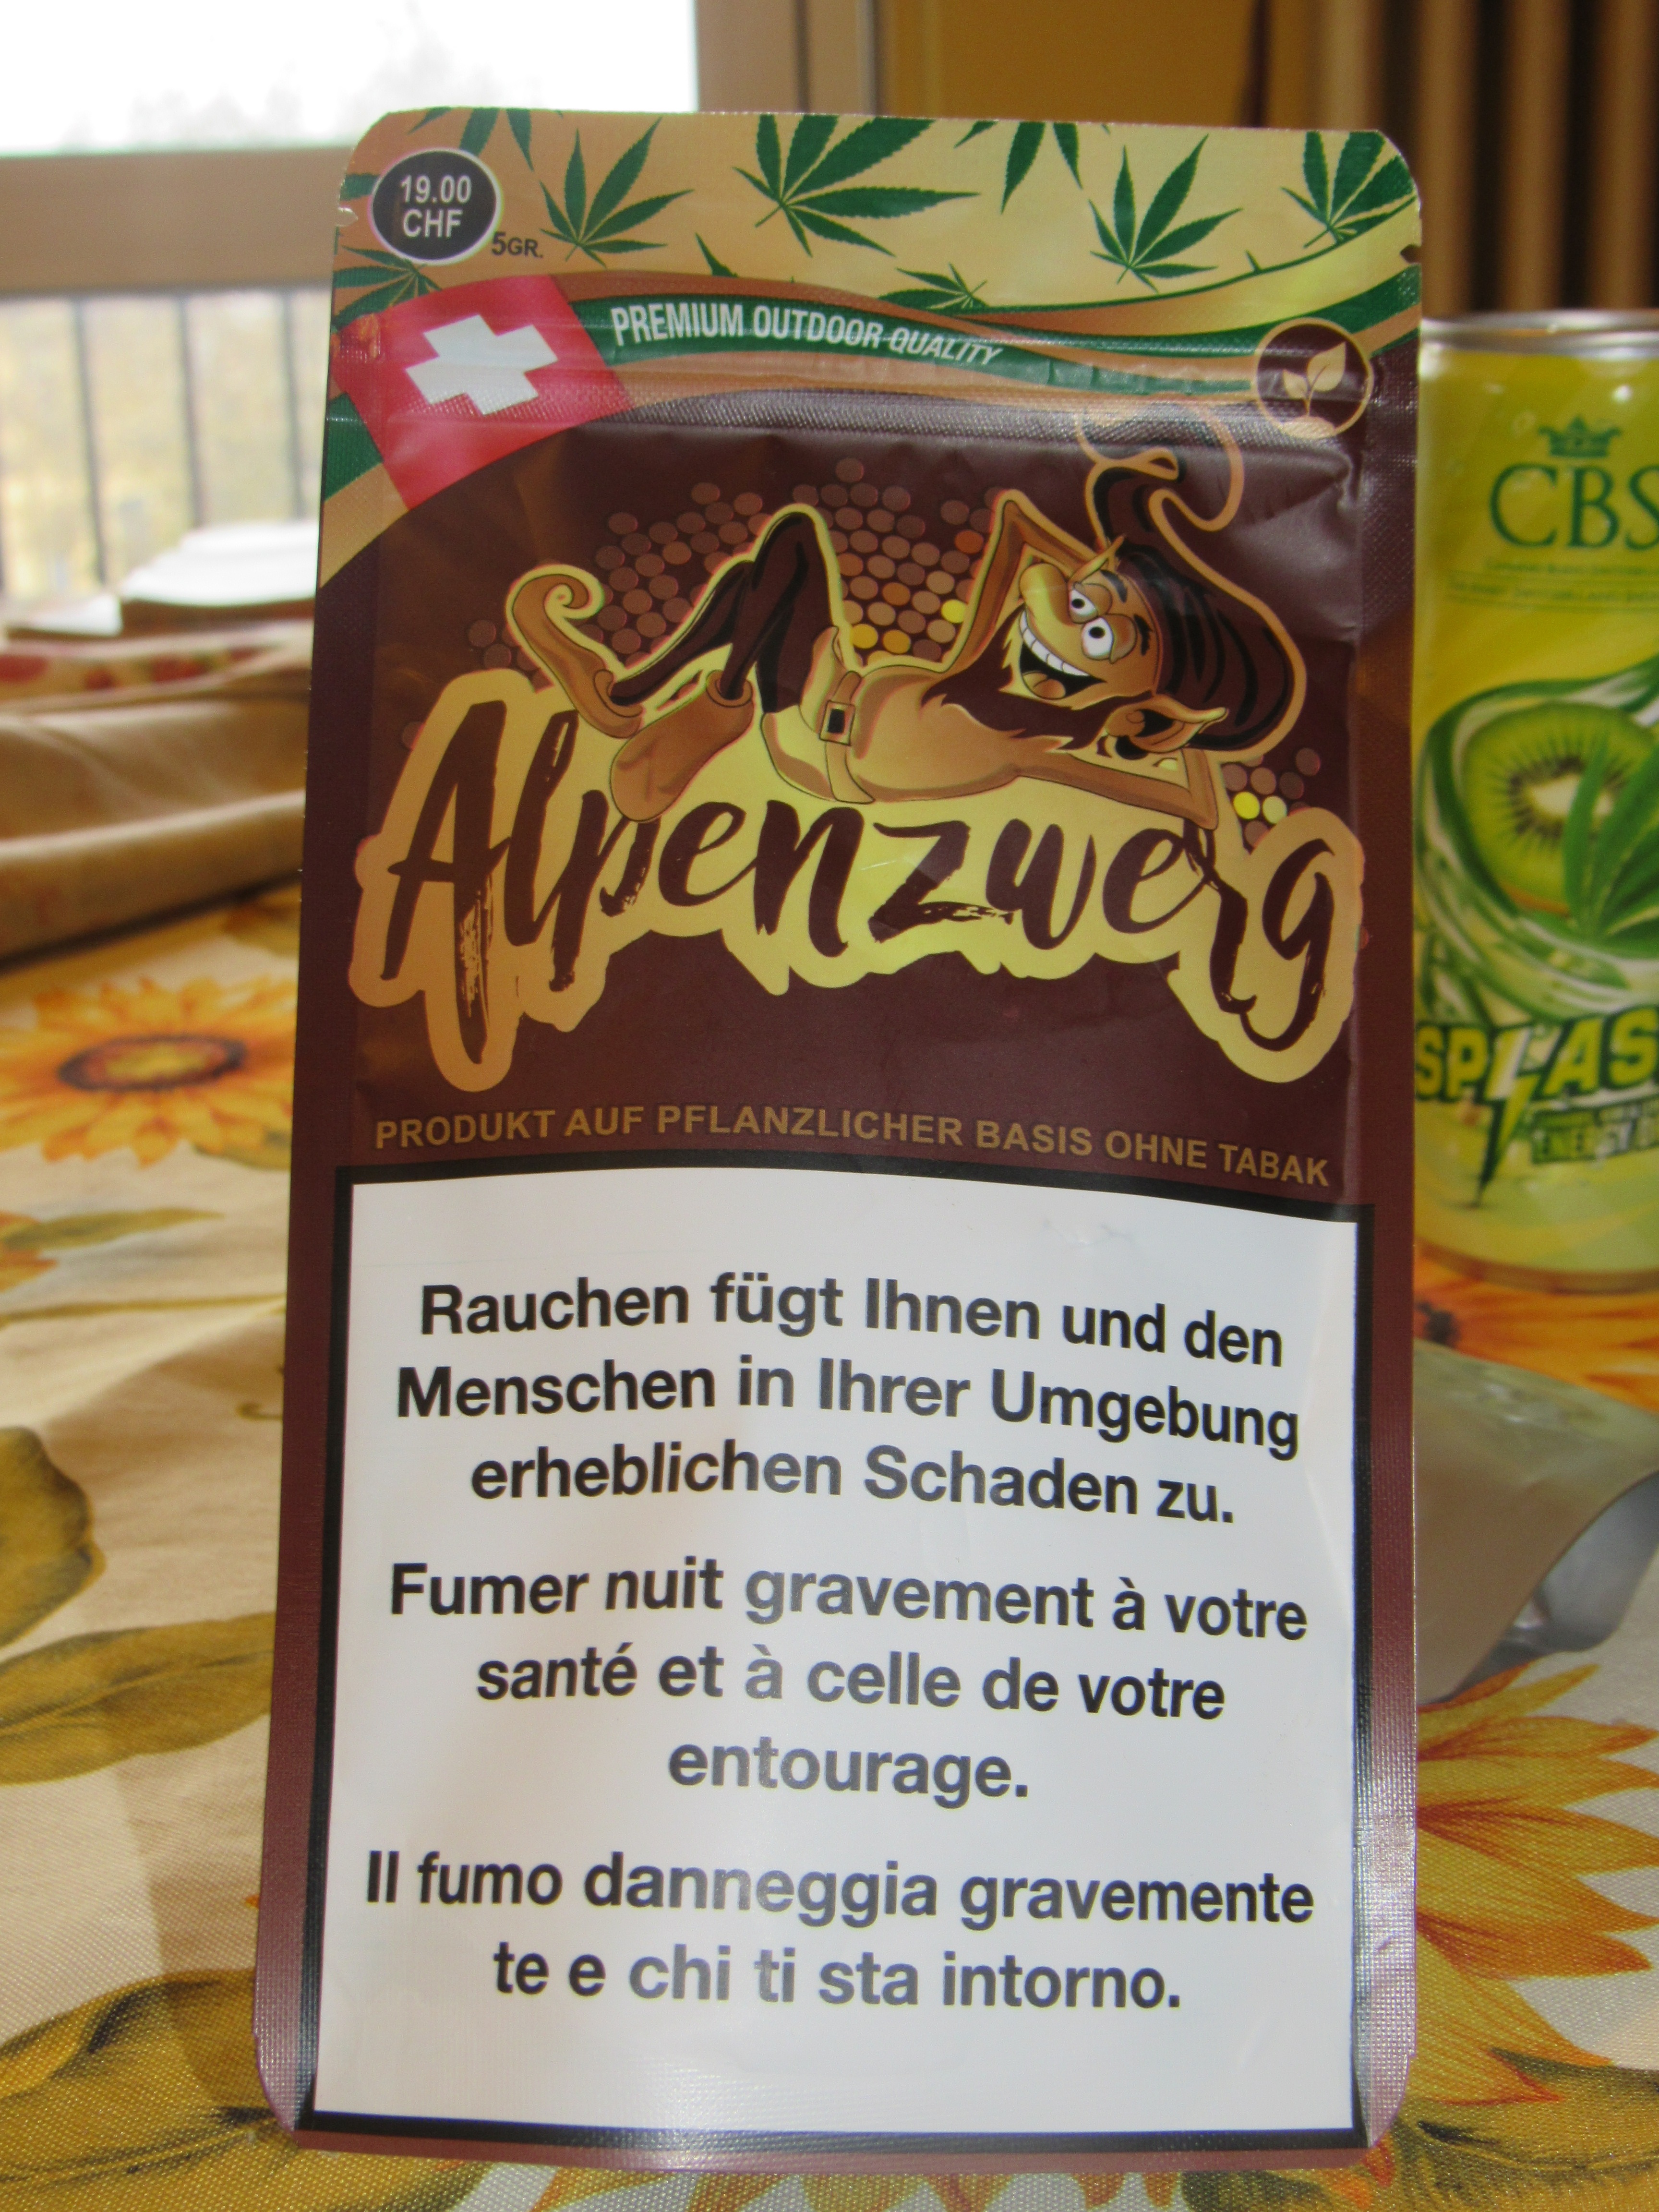 19.00
CHF
5GR.
PREMIUM OUTDOOR QUALITY
Alpenzwerg
PRODUKT AUF PFLANZLICHER BASIS OHNE TABAK
Rauchen fügt Ihnen und den
Menschen in Ihrer Umgebung
erheblichen Schaden zu.
Fumer nuit gravement à votre
santé et à celle de votre
entourage.
Il fumo danneggia gravemente
te e chi ti sta intorno.
CBS
SPLAS